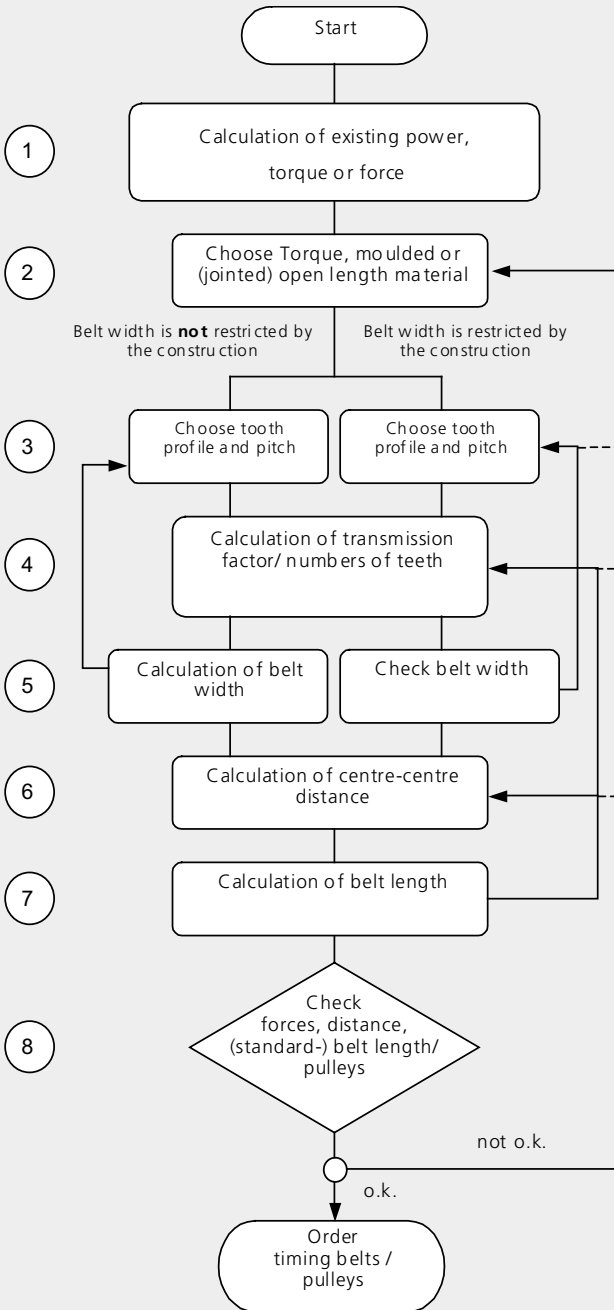 Start
1
Calculation of existing power,
torque or force
2
Choose Torque, moulded or
(jointed) open length material
Belt width is not restricted by
the construction
Belt width is restricted by
the construction
3
Choose tooth
profile and pitch
Choose tooth
profile and pitch
4
Calculation of transmission
factor/ numbers of teeth
5
Calculation of belt
width
Check belt width
6
Calculation of centre-centre
distance
7
Calculation of belt length
8
Check
forces, distance,
(standard-) belt length/
pulleys
not o.k.
o.k.
Order
timing belts /
pulleys